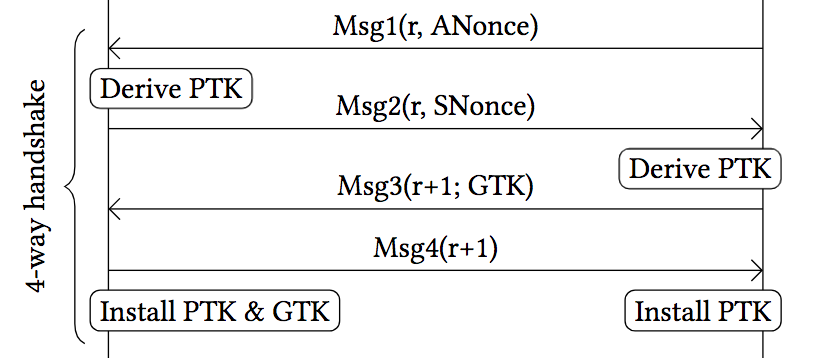 4-way handshake
Msg1(r, ANonce)
Derive PTK
Msg2(r, SNonce)
Derive PTK
Msg3(r+1; GTK)
Msg4(r+1)
Install PTK & GTK
Install PTK